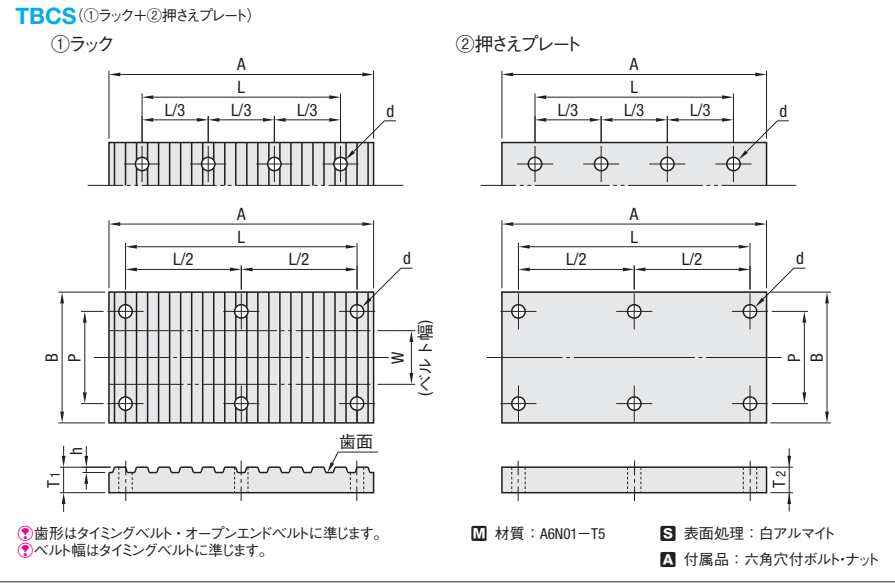 TBCS(①ラック+②押さえプレート)
①ラック
A
L
L/3 L/3 L/3 d
A
L
L/2 L/2 d
B P W (ベルト幅)
歯面
h
T1
②押さえプレート
A
L
L/3 L/3 L/3 d
A
L
L/2 L/2 d
P B
T2
歯形はタイミングベルト・オープンエンドベルトに準じます。
ベルト幅はタイミングベルトに準じます。
M 材質：A6N01－T5 S 表面処理：白アルマイト
A 付属品：六角穴付ボルト・ナット